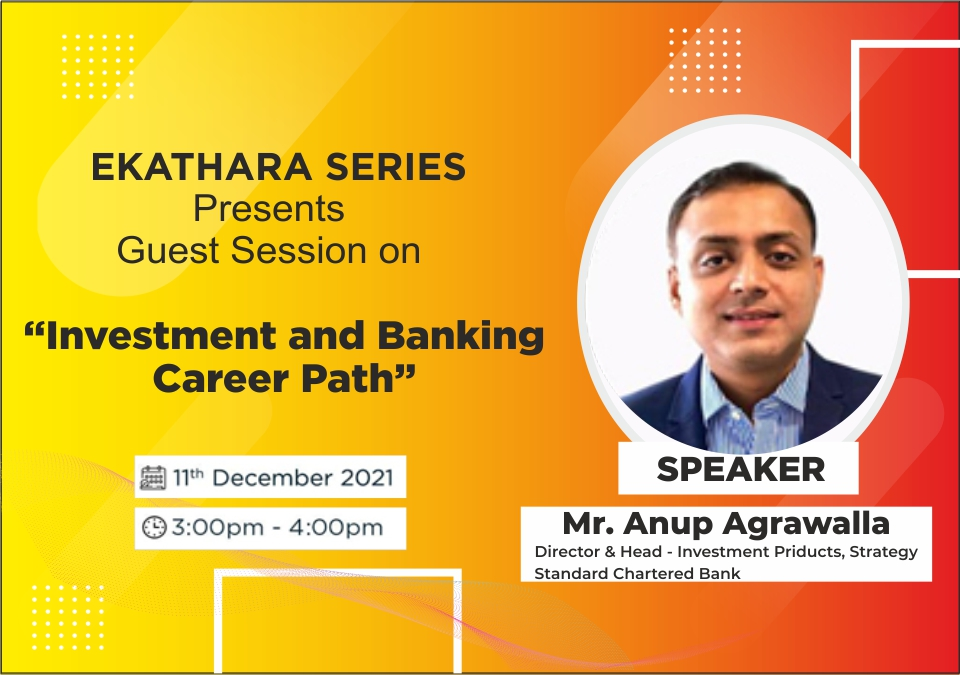 EKATHARA SERIES
Presents
Guest Session on
“Investment and Banking
Career Path”
11th December 2021
3:00pm - 4:00pm
SPEAKER
Mr. Anup Agrawalla
Director & Head - Investment Priducts, Strategy
Standard Chartered Bank